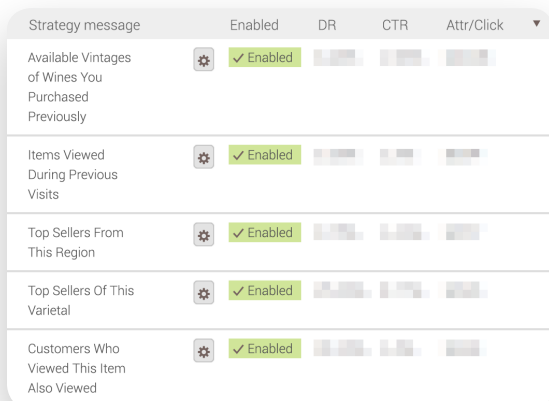 Strategy message Enabled DR CTR Attr/Click
Available Vintages ✓ Enabled
of Wines You
Purchased
Previously
Items Viewed ✓ Enabled
During Previous
Visits
Top Sellers From ✓ Enabled
This Region
Top Sellers Of This ✓ Enabled
Varietal
Customers Who ✓ Enabled
Viewed This Item
Also Viewed